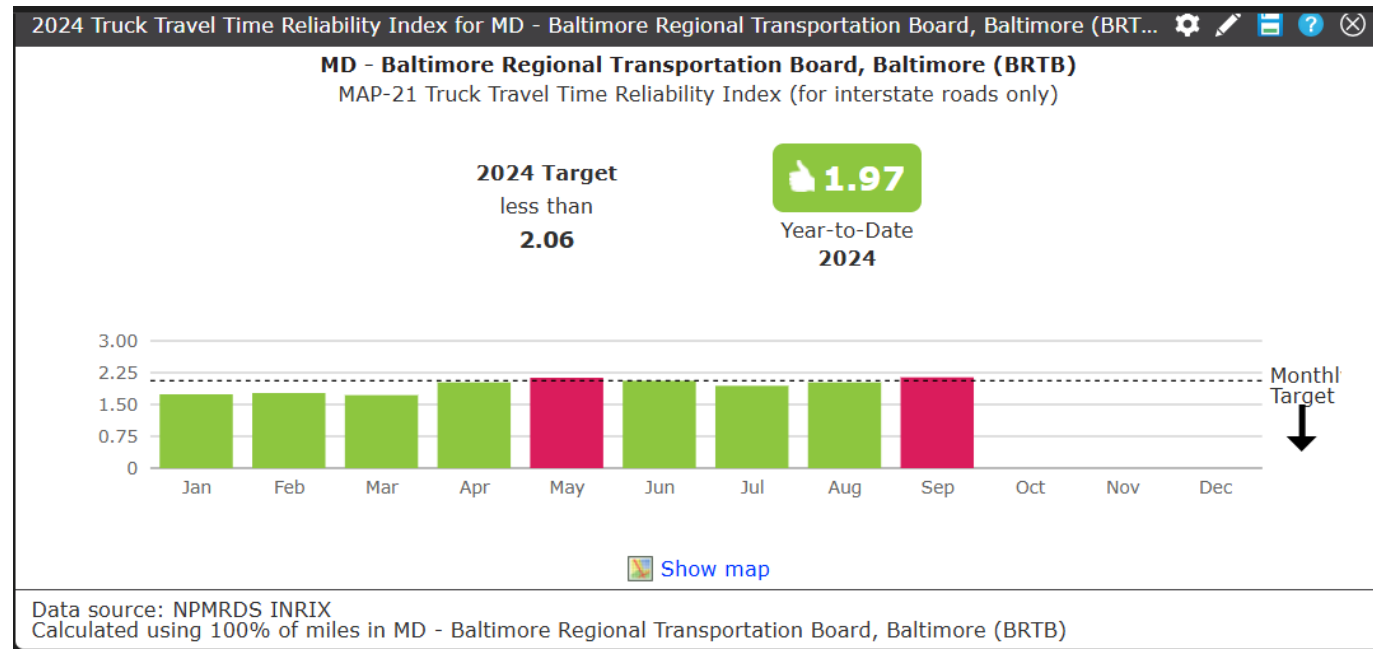 2024 Truck Travel Time Reliability Index for MD - Baltimore Regional Transportation Board, Baltimore (BRT...
MD - Baltimore Regional Transportation Board, Baltimore (BRTB)
MAP-21 Truck Travel Time Reliability Index (for interstate roads only)
2024 Target
less than
2.06
1.97
Year-to-Date
2024
3.00
2.25
1.50
0.75
0
Monthl
Target
Jan Feb Mar Apr May Jun Jul Aug Sep Oct Nov Dec
Show map
Data source: NPMRDS INRIX
Calculated using 100% of miles in MD - Baltimore Regional Transportation Board, Baltimore (BRTB)